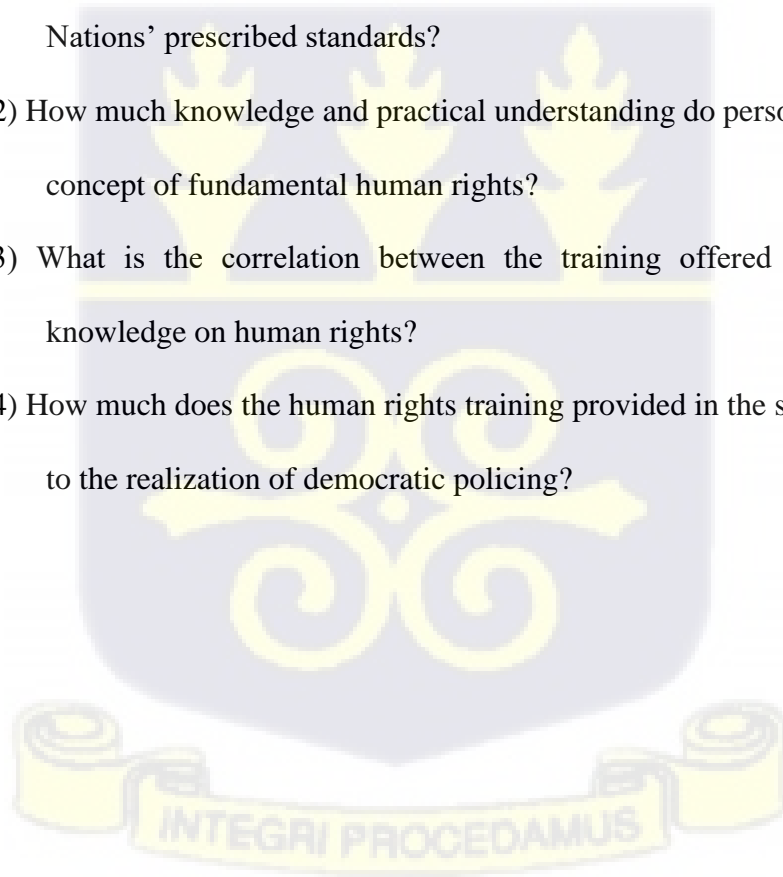 Nations’ prescribed standards?
2) How much knowledge and practical understanding do perso
concept of fundamental human rights?
3) What is the correlation between the training offered
knowledge on human rights?
4) How much does the human rights training provided in the s
to the realization of democratic policing?
INTEGRI PROCEDAMUS